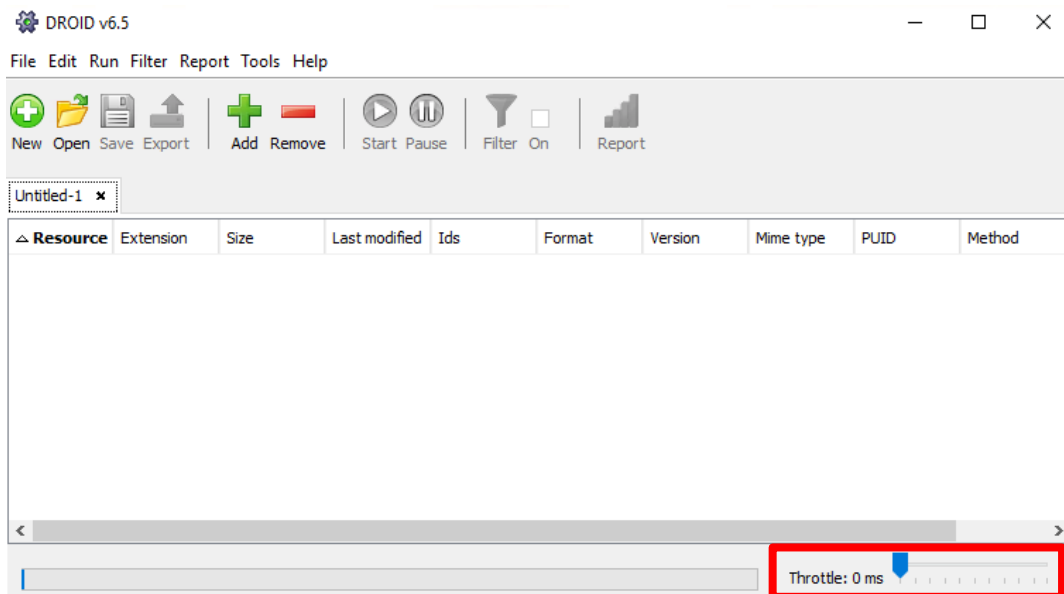 DROID v6.5
File Edit Run Filter Report Tools Help
New Open Save Export Add Remove Start Pause Filter On Report
Untitled-1
Resource Extension Size Last modified Ids Format Version Mime type PUID Method
Throttle: 0 ms